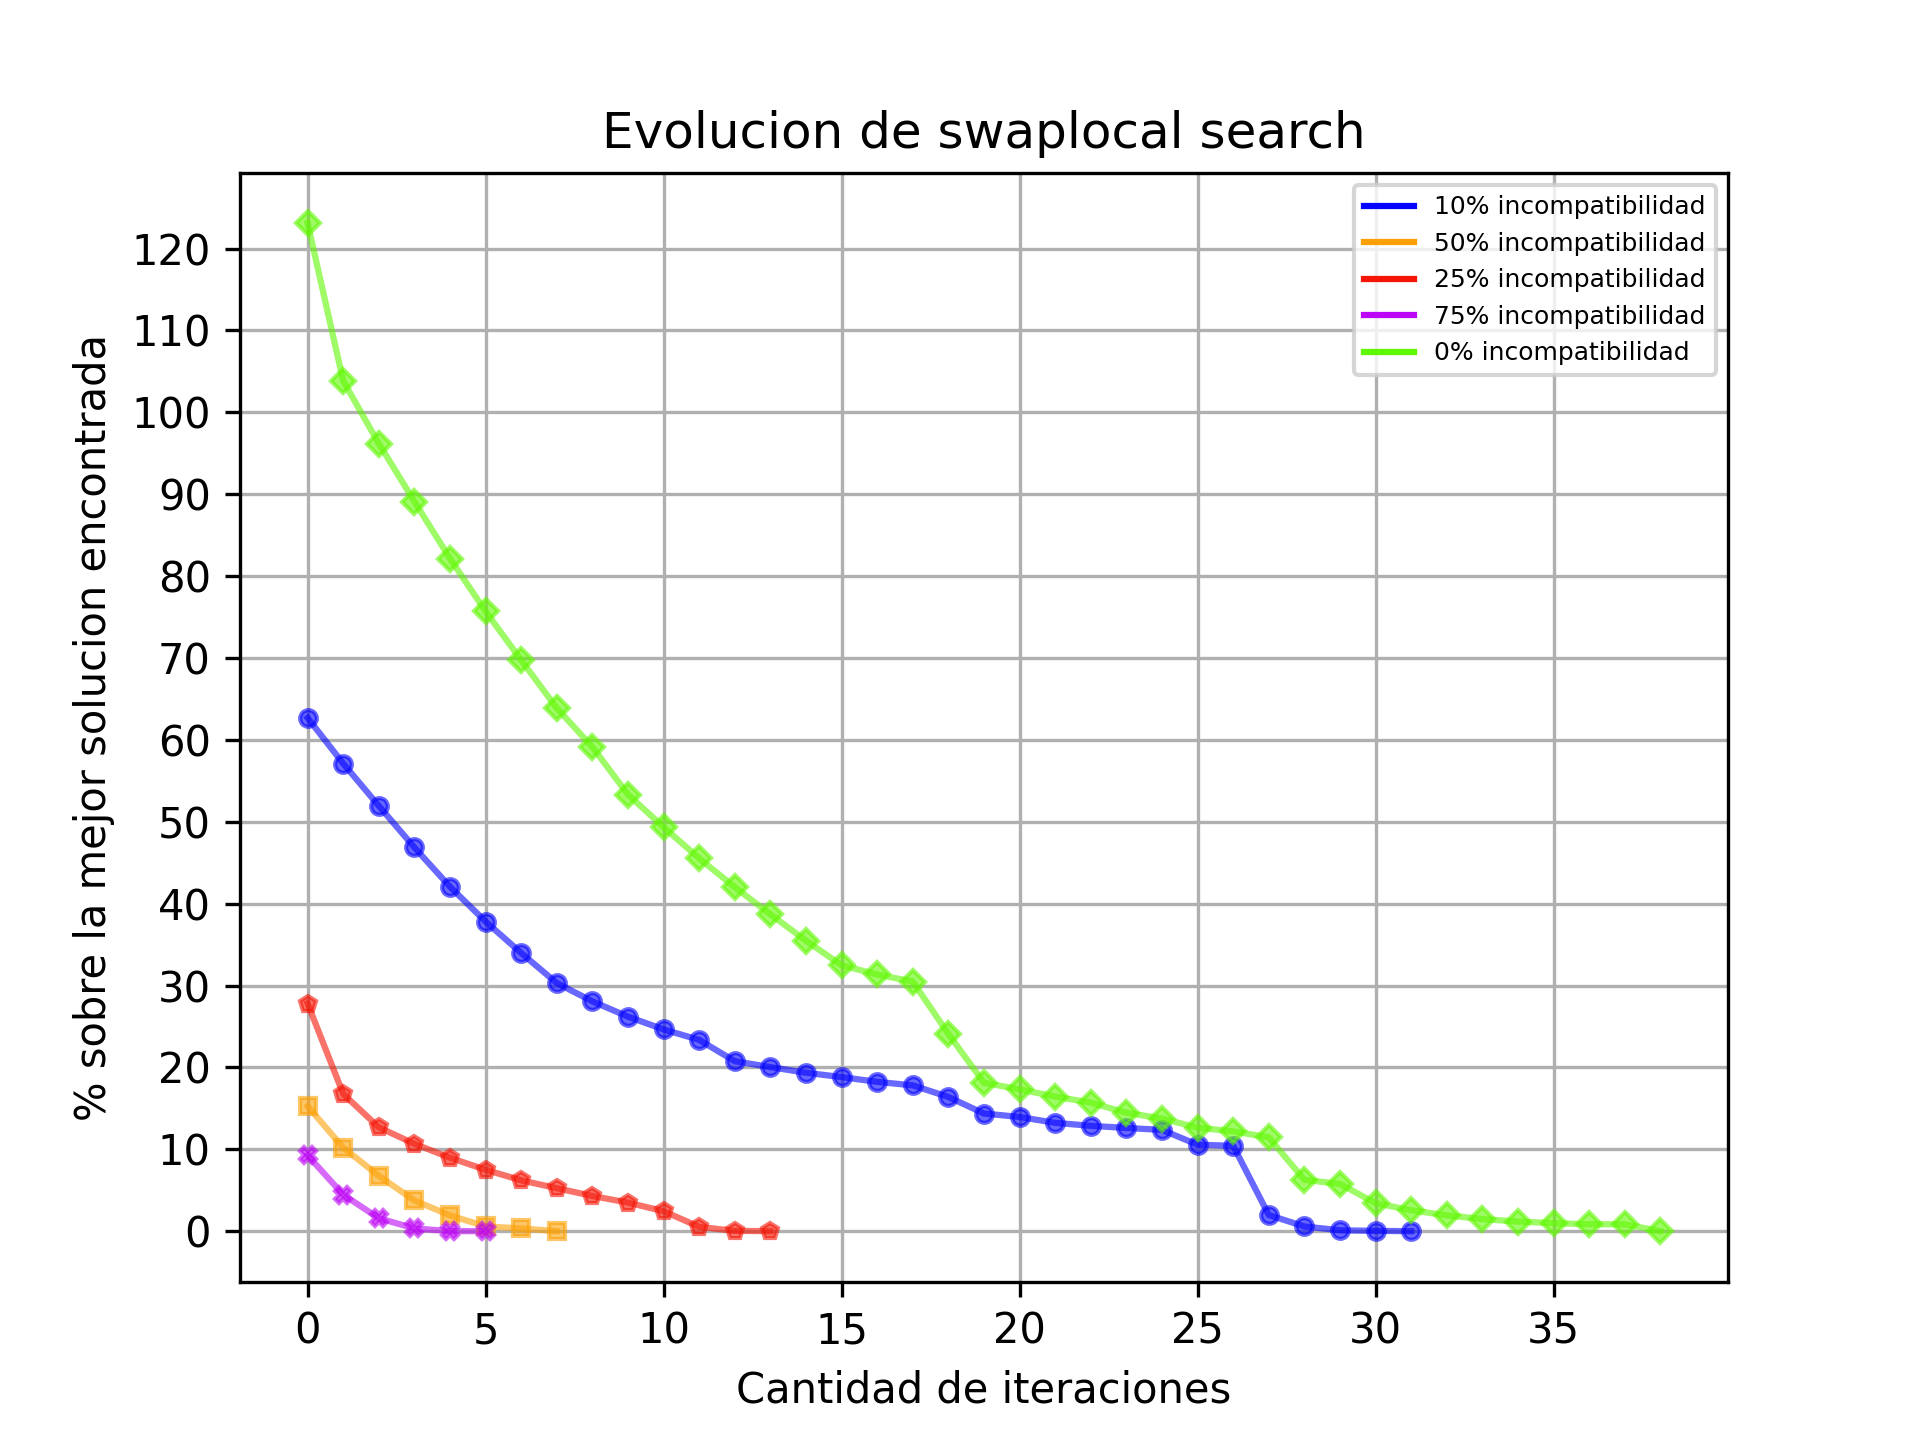 Evolucion de swaplocal search
% sobre la mejor solucion encontrada
120
110
100
90
80
70
60
50
40
30
20
10
0
10% incompatibilidad
50% incompatibilidad
25% incompatibilidad
75% incompatibilidad
0% incompatibilidad
0 5 10 15 20 25 30 35
Cantidad de iteraciones